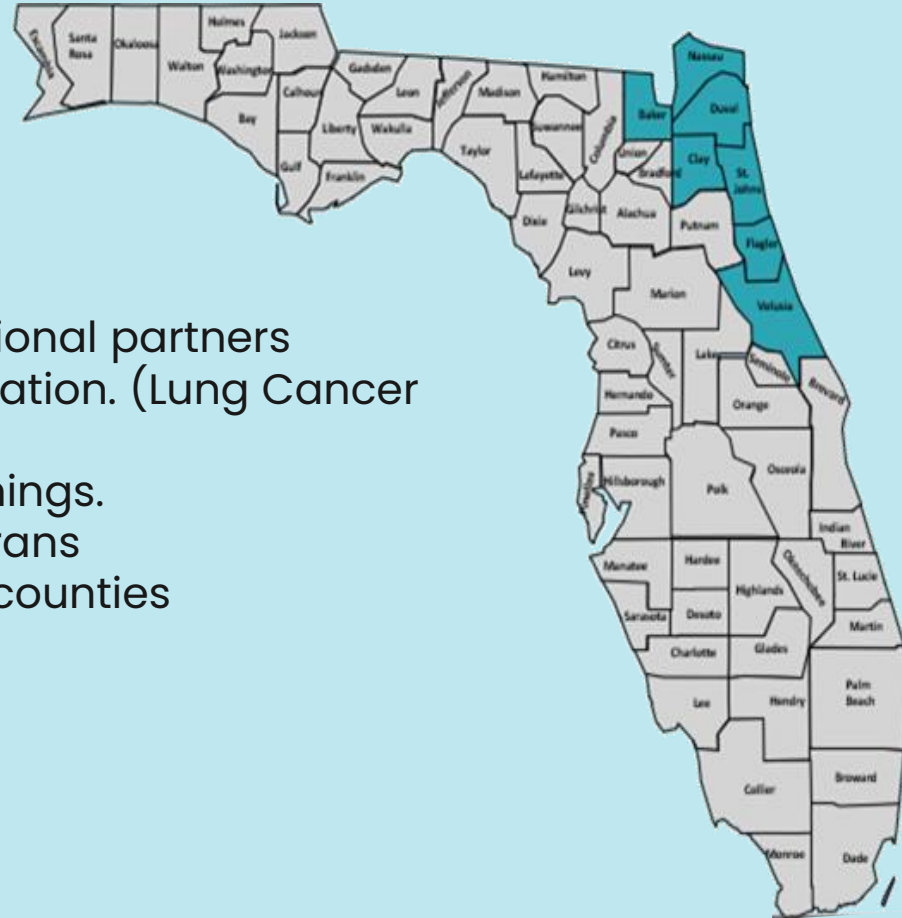 Escambia
Santa
Rosa
Okaloosa
Walton
Holmes
Washington
Jackson
Bay
Calhoun
Gulf
Gadsden
Liberty
Franklin
Leon
Wakulla
Jefferson
Madison
Taylor
Hamilton
Suwannee
Lafayette
Dixie
Columbia
Gilchrist
Levy
Baker
Union
Bradford
Alachua
Nassau
Duval
Clay
St.
Johns
Putnam
Flagler
Volusia
Marion
Citrus
Sumter
Lake
Seminole
Hernando
Orange
Brevard
Pasco
Pinellas
Hillsborough
Polk
Osceola
Indian
River
Manatee
Hardee
Highlands
Okeechobee
St. Lucie
Sarasota
Desoto
Martin
Charlotte
Glades
Lee
Hendry
Palm
Beach
Collier
Broward
Monroe
Dade
ional partners
ation. (Lung Cancer
nings.
rans
counties